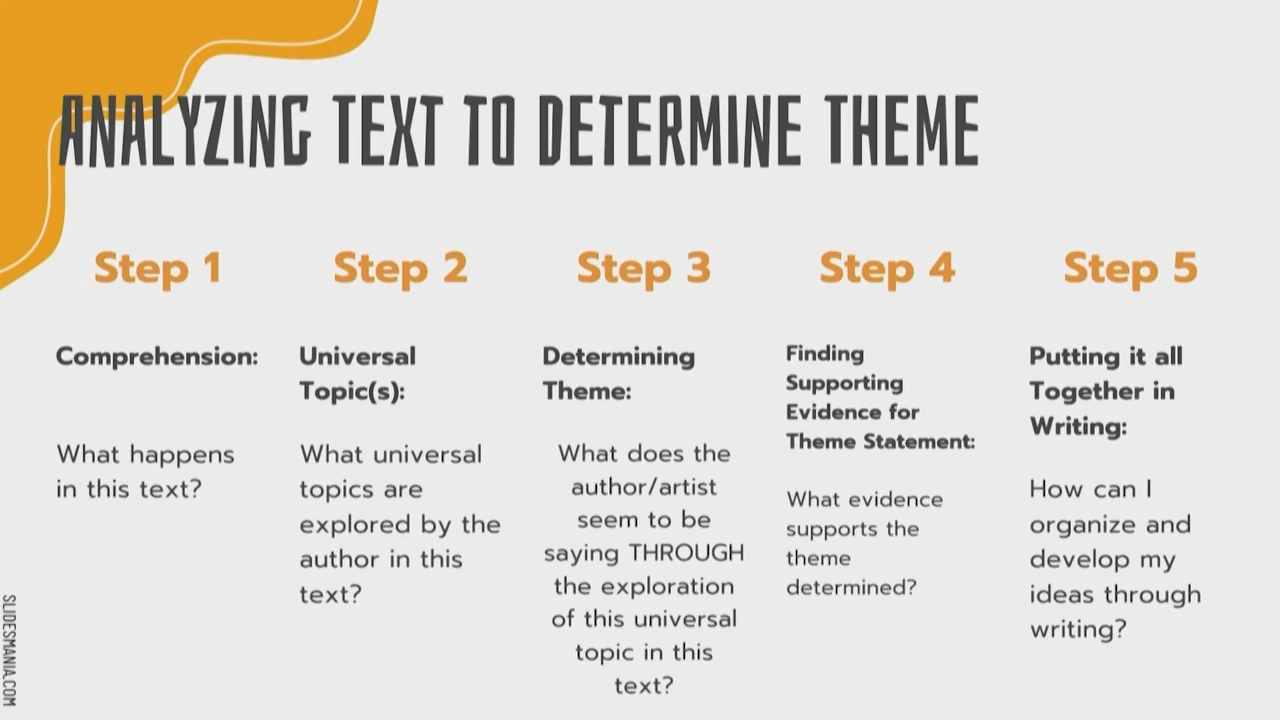 ANALYZING TEXT TO DETERMINE THEME
Step 1
Comprehension:
What happens
in this text?
Step 2
Universal
Topic(s):
What universal
topics are
explored by the
author in this
text?
Step 3
Determining
Theme:
What does the
author/artist
seem to be
saying THROUGH
the exploration
of this universal
topic in this
text?
Step 4
Finding
Supporting
Evidence for
Theme Statement:
What evidence
supports the
theme
determined?
Step 5
Putting it all
Together in
Writing:
How can I
organize and
develop my
ideas through
writing?
SLIDESMANIA.COM